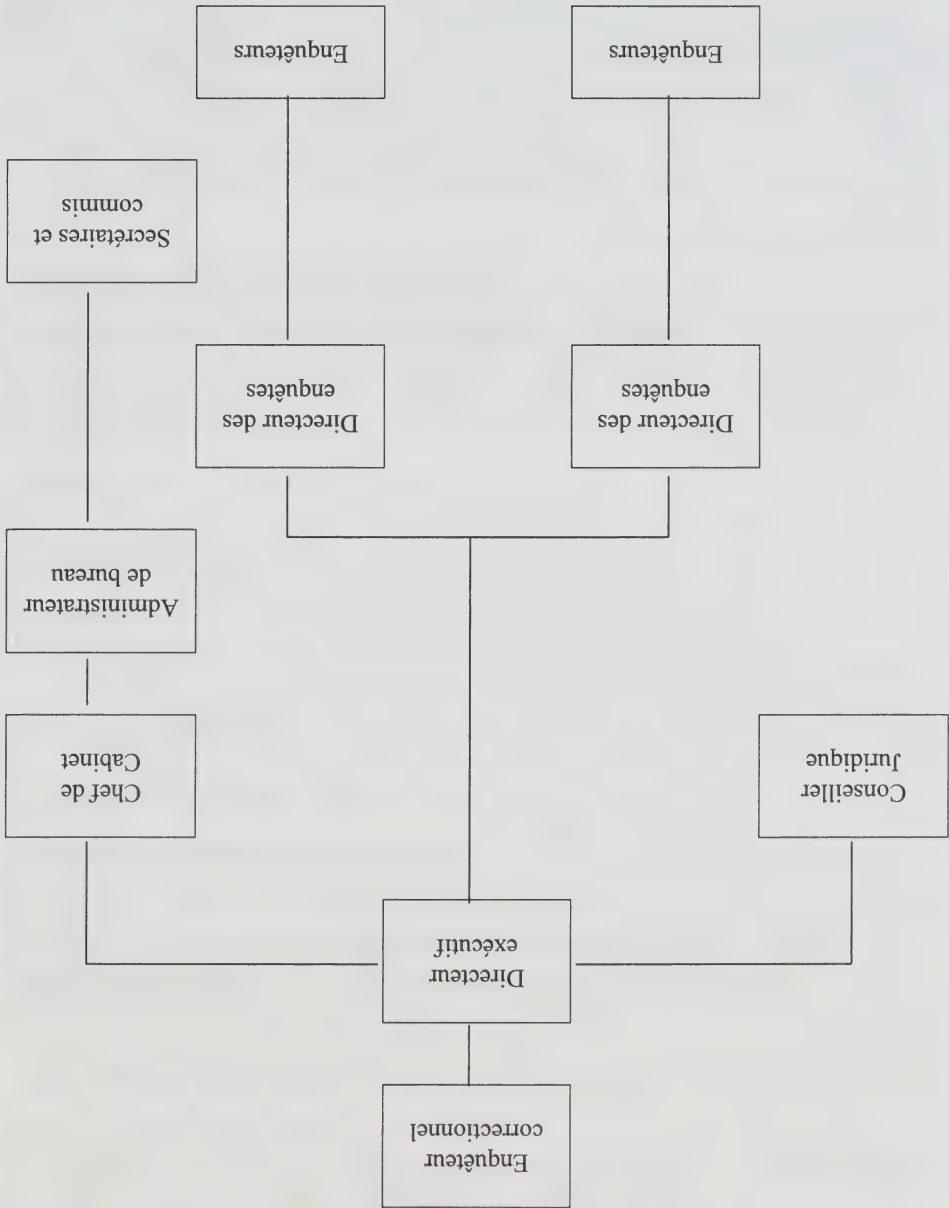 Enquêteur
correctionnel
Directeur
exécutif
Chef de
Cabinet
Conseiller
Juridique
Administrateur
de bureau
Directeur des
enquêtes
Directeur des
enquêtes
Secrétaires et
commis
Enquêteurs
Enquêteurs